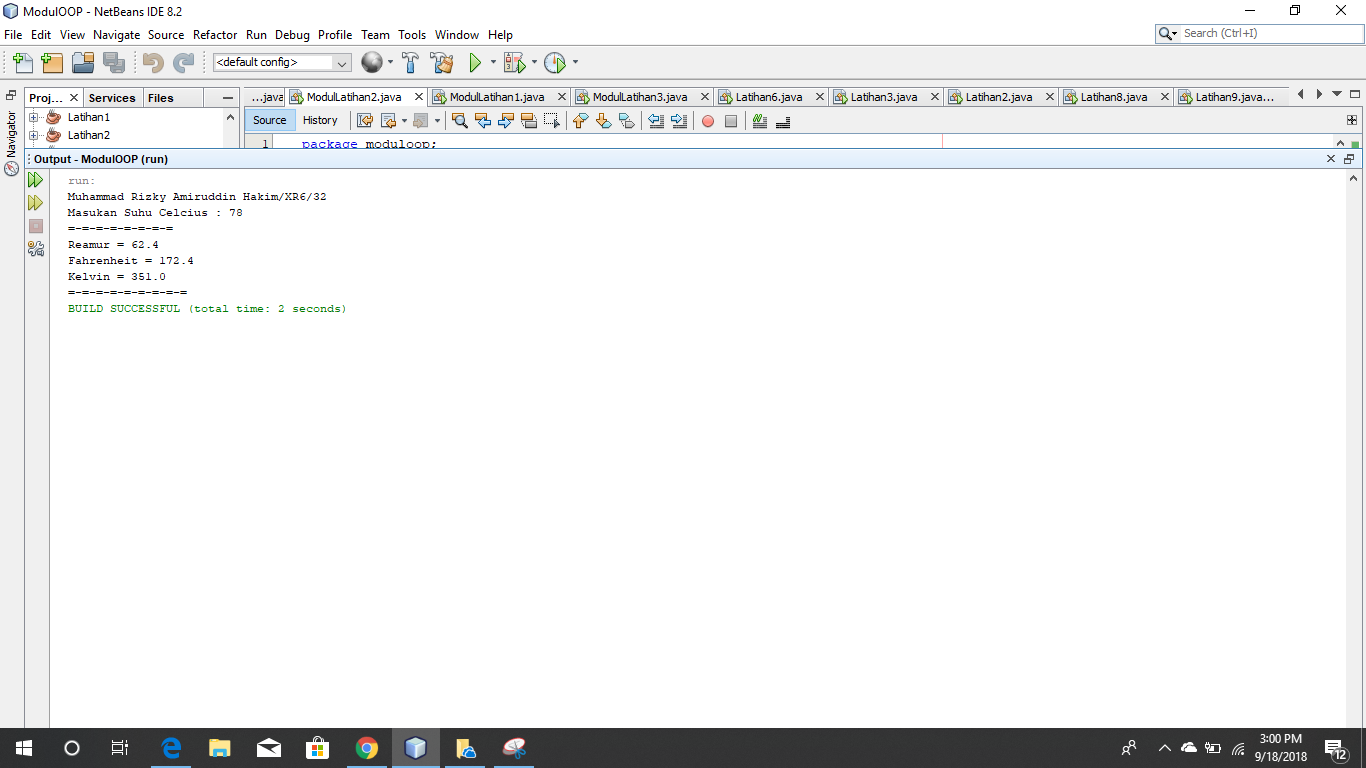 ModulOOP - NetBeans IDE 8.2
File Edit View Navigate Source Refactor Run Debug Profile Team Tools Window Help
Search (Ctrl+I)
<default config>
Proj... Services Files
...java ModulLatihan2.java ModulLatihan1.java ModulLatihan3.java Latihan6.java Latihan3.java Latihan2.java Latihan8.java Latihan9.java...
Navigator
Latihan1
Latihan2
Source History
1 package moduloop;
Output - ModulOOP (run)
run:
Muhammad Rizky Amiruddin Hakim/XR6/32
Masukan Suhu Celcius : 78
=-=-=-=-=-=-=-=
Reamur = 62.4
Fahrenheit = 172.4
Kelvin = 351.0
=-=-=-=-=-=-=-=-=
BUILD SUCCESSFUL (total time: 2 seconds)
3:00 PM
9/18/2018
12